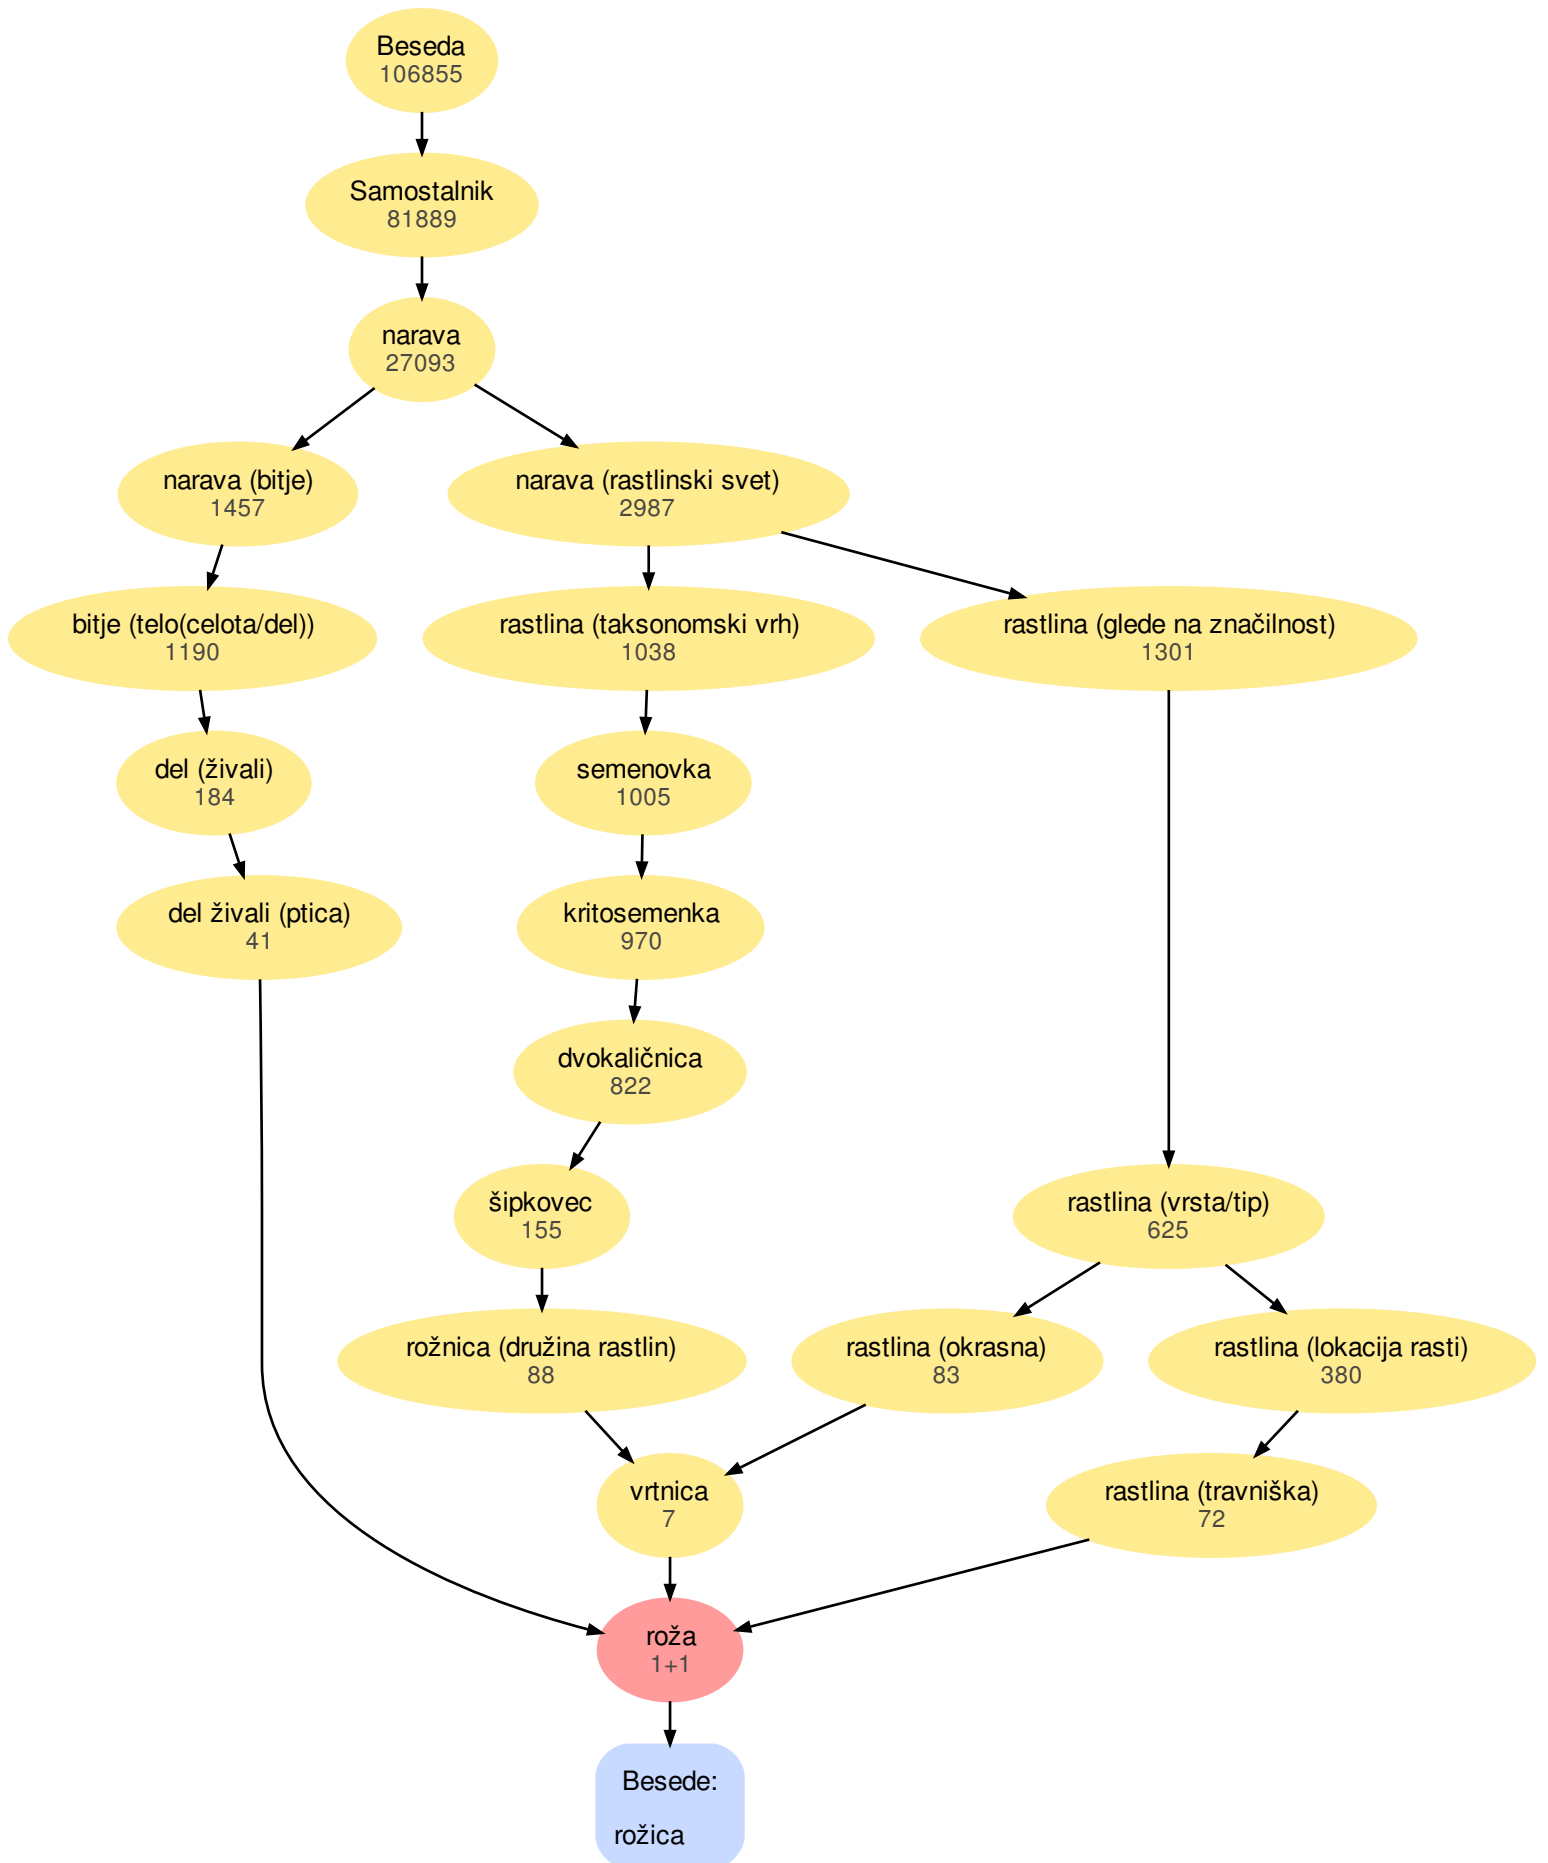 Beseda
106855
Samostalnik
81889
narava
27093
narava (bitje)
1457
narava (rastlinski svet)
2987
bitje (telo(celota/del))
1190
rastlina (taksonomski vrh)
1038
rastlina (glede na značilnost)
1301
del (živali)
184
semenovka
1005
del živali (ptica)
41
kritosemenka
970
dvokaličnica
822
šipkovec
155
rastlina (vrsta/tip)
625
rožnica (družina rastlin)
88
rastlina (okrasna)
83
rastlina (lokacija rasti)
380
vrtnica
7
rastlina (travniška)
72
roža
1+1
Besede:
rožica